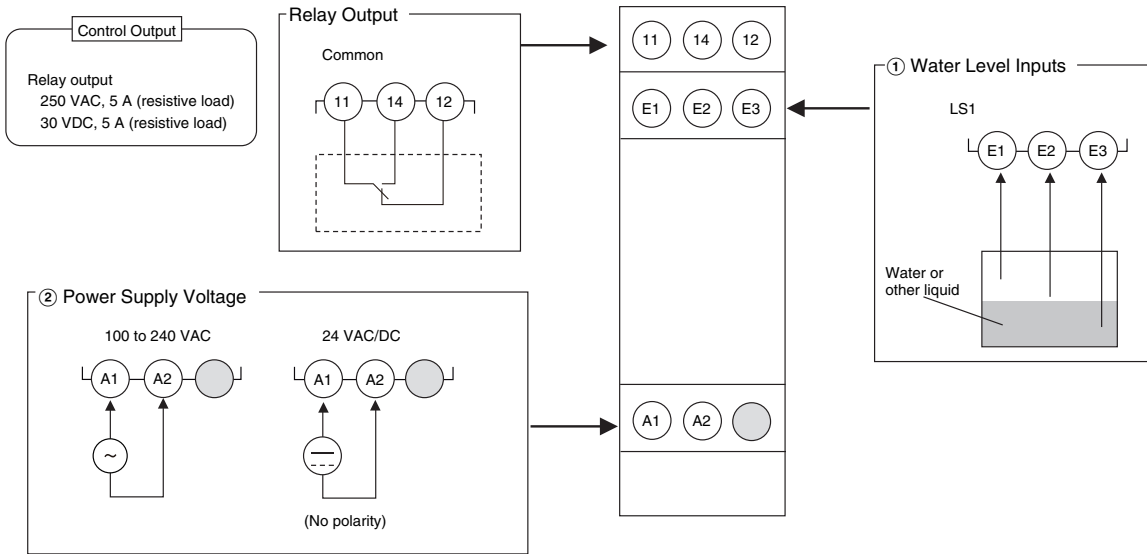 Control Output
Relay output
250 VAC, 5 A (resistive load)
30 VDC, 5 A (resistive load)
Relay Output
Common
11 14 12
11 14 12
E1 E2 E3
① Water Level Inputs
LS1
E1 E2 E3
Water or
other liquid
② Power Supply Voltage
100 to 240 VAC
A1 A2
~
24 VAC/DC
A1 A2
(No polarity)
A1 A2